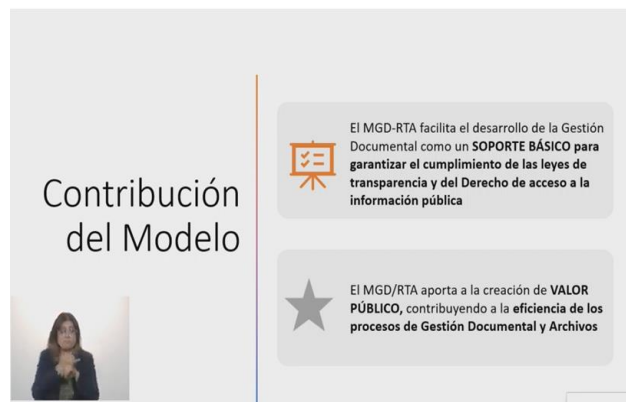 Contribución
del Modelo
El MGD-RTA facilita el desarrollo de la Gestión
Documental como un SOPORTE BÁSICO para
garantizar el cumplimiento de las leyes de
transparencia y del Derecho de acceso a la
información pública
El MGD/RTA aporta a la creación de VALOR
PÚBLICO, contribuyendo a la eficiencia de los
procesos de Gestión Documental y Archivos